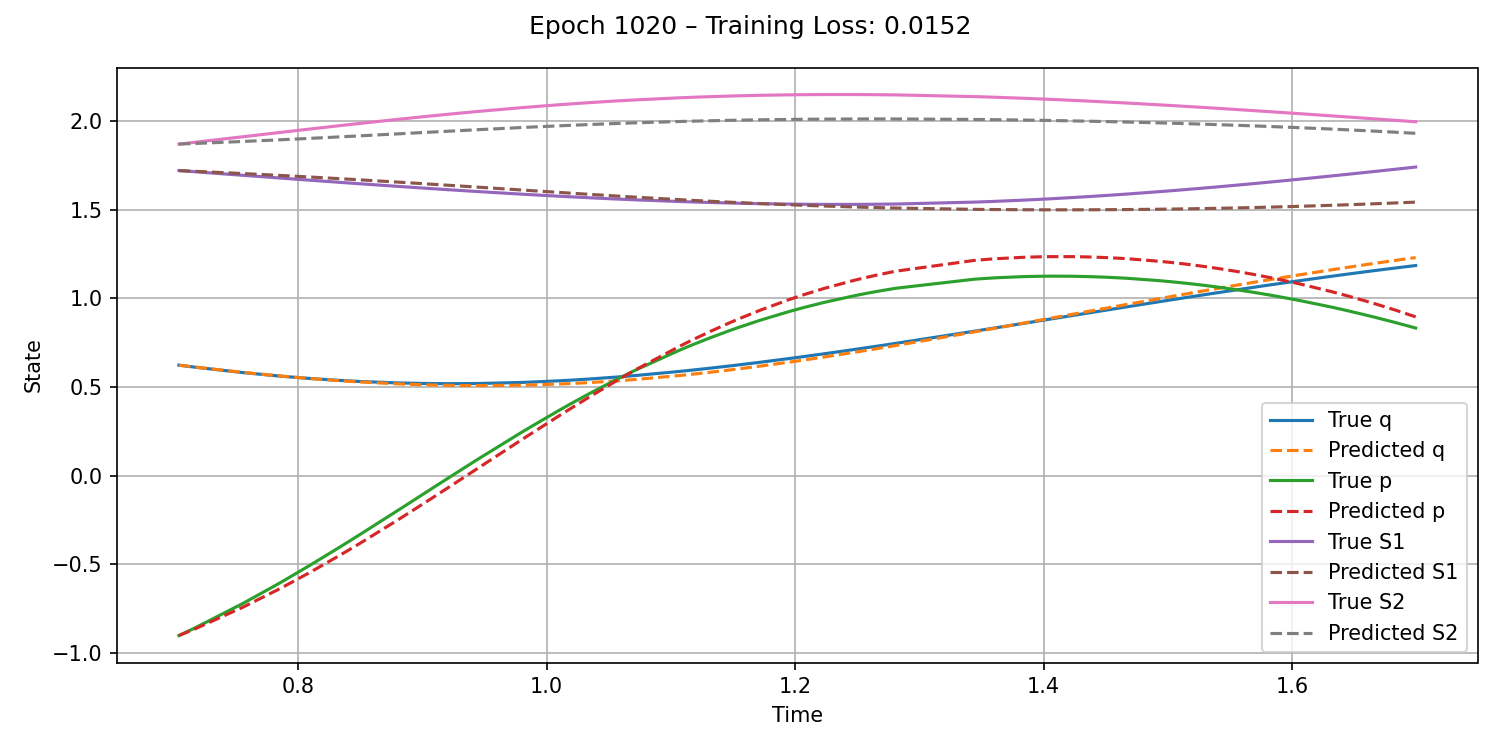 Epoch 1020 – Training Loss: 0.0152
State
2.0
1.5
1.0
0.5
0.0
−0.5
−1.0
0.8
1.0
1.2
1.4
1.6
Time
True q
Predicted q
True p
Predicted p
True S1
Predicted S1
True S2
Predicted S2